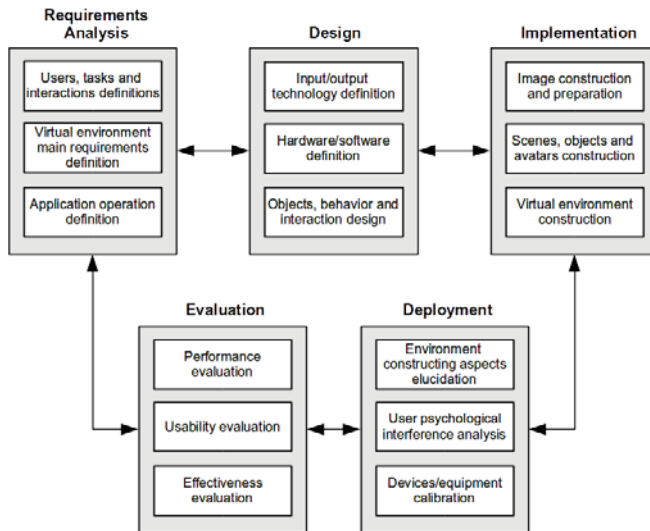 Requirements
Analysis
Users, tasks and
interactions definitions
Virtual environment
main requirements
definition
Application operation
definition
Design
Input/output
technology definition
Hardware/software
definition
Objects, behavior and
interaction design
Implementation
Image construction
and preparation
Scenes, objects and
avatars construction
Virtual environment
construction
Evaluation
Performance
evaluation
Usability evaluation
Effectiveness
evaluation
Deployment
Environment
constructing aspects
elucidation
User psychological
interference analysis
Devices/equipment
calibration